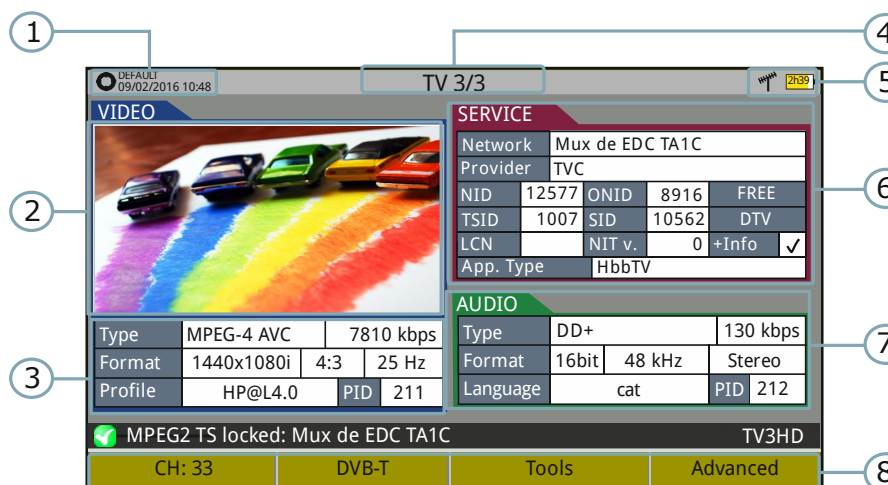 1
4
DEFAULT
09/02/2016 10:48
TV 3/3
2h39
5
VIDEO
SERVICE
Network Mux de EDC TA1C
Provider TVC
NID 12577 ONID 8916 FREE
TSID 1007 SID 10562 DTV
LCN NIT v. 0 +Info ✓
App. Type HbbTV
2
6
AUDIO
Type MPEG-4 AVC 7810 kbps
Format 1440x1080i 4:3 25 Hz
Profile HP@L4.0 PID 211
3
Type DD+ 130 kbps
Format 16bit 48 kHz Stereo
Language cat PID 212
7
MPEG2 TS locked: Mux de EDC TA1C TV3HD
CH: 33 DVB-T Tools Advanced
8